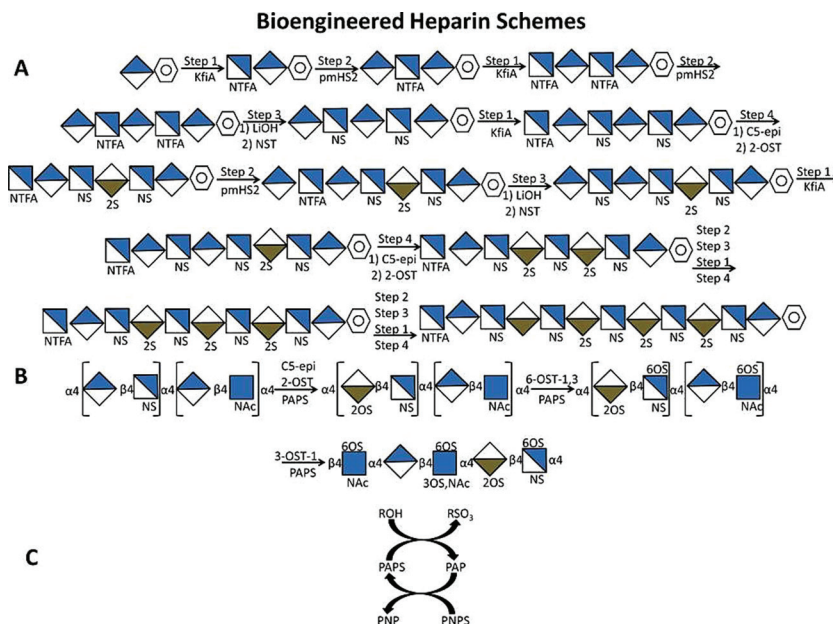 Bioengineered Heparin Schemes
A
Step 1 Step 2 Step 1 Step 2
KfiA pmHS2 KfiA pmHS2
NTFA NTFA NTFA NTFA
Step 3 Step 1 Step 4
1) LiOH KfiA 1) C5-epi
2) NST 2) 2-OST
NTFA NTFA NS NS NTFA NS NS
Step 2 Step 3 Step 1
pmHS2 1) LiOH KfiA
2) NST
NTFA NS 2S NS NTFA NS 2S NS NS NS 2S NS
Step 4 Step 2
1) C5-epi Step 3
2) 2-OST Step 1
Step 4
NTFA NS NS 2S NS NTFA NS 2S NS 2S NS
Step 2
Step 3
Step 1
Step 4
NTFA NS 2S NS 2S NS 2S NS NTFA NS 2S NS 2S NS 2S NS 2S NS
B
C5-epi
α4 β4 α4 β4 α4 2-OST α4 β4 α4 β4 α4 6-OST-1,3 α4 β4 6OS α4 β4 6OS α4
NS NAc PAPS 2OS NS NAc PAPS 2OS NS NAc
3-OST-1 β4 6OS α4 β4 6OS α4 β4 6OS α4
PAPS NAc 3OS,NAc 2OS NS
C
ROH RSO₃
PAPS PAP
PNP PNPS